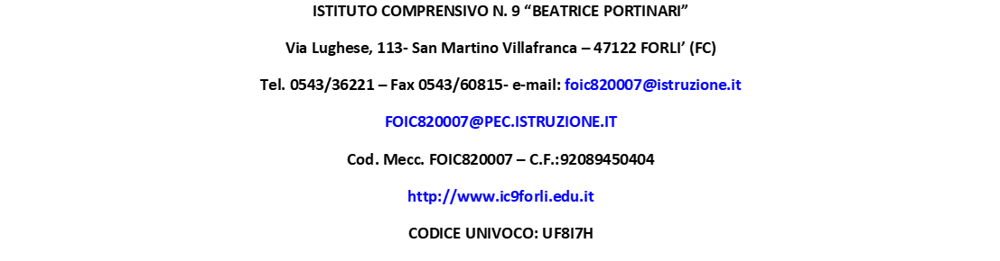 ISTITUTO COMPRENSIVO N. 9 “BEATRICE PORTINARI”
Via Lughese, 113- San Martino Villafranca – 47122 FORLI’ (FC)
Tel. 0543/36221 – Fax 0543/60815- e-mail: foic820007@istruzione.it
FOIC820007@PEC.ISTRUZIONE.IT
Cod. Mecc. FOIC820007 – C.F.:92089450404
http://www.ic9forli.edu.it
CODICE UNIVOCO: UF8I7H